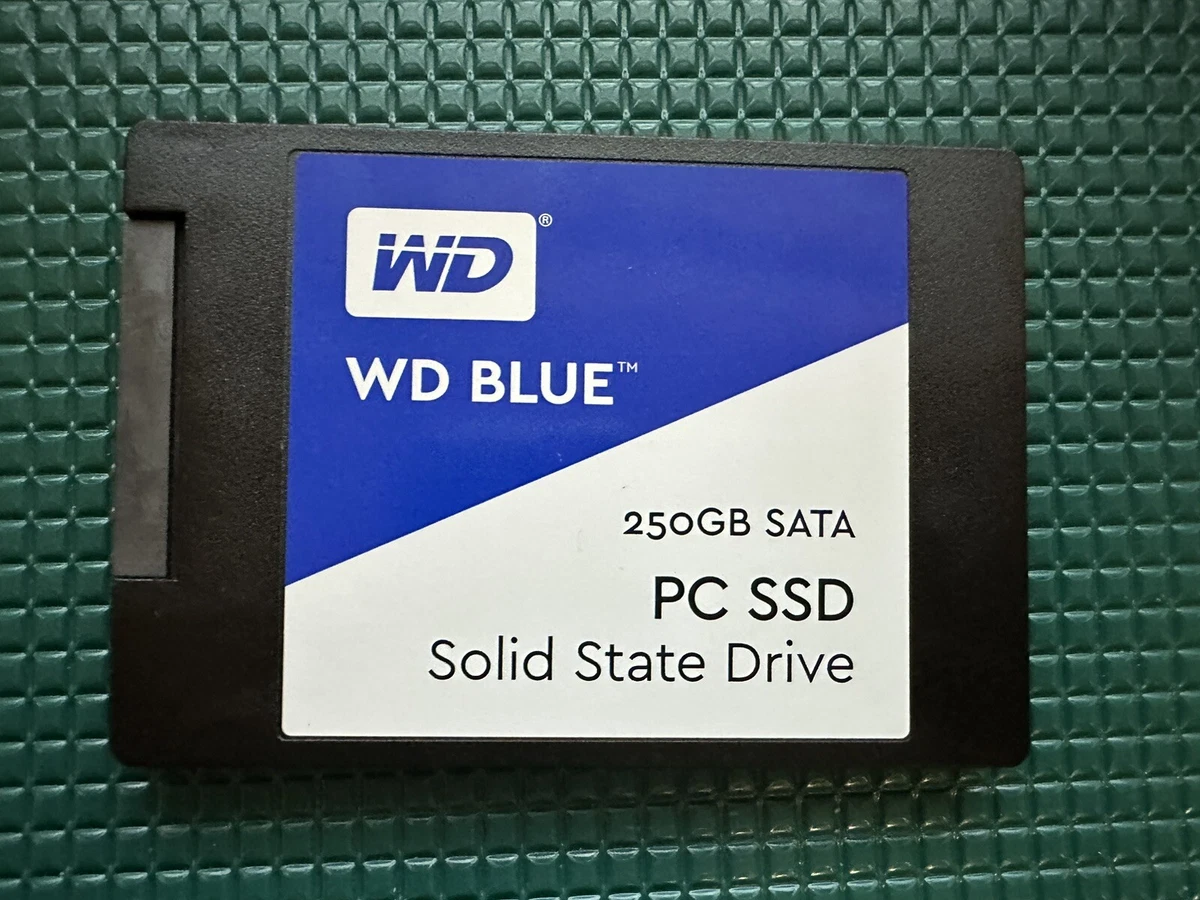 WD®
WD BLUE™
250GB SATA
PC SSD
Solid State Drive